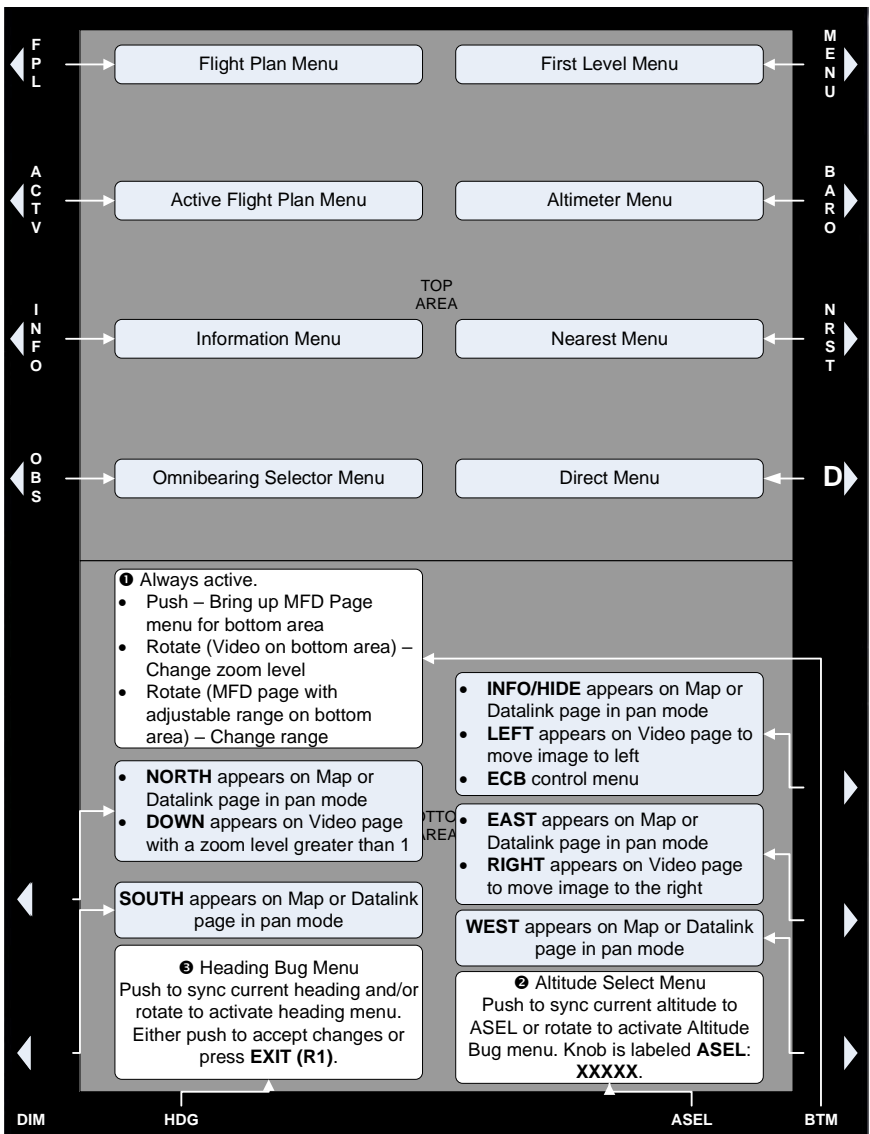 FPL
Flight Plan Menu
First Level Menu
MENU
ACTV
Active Flight Plan Menu
Altimeter Menu
BARO
TOP
AREA
INFO
Information Menu
Nearest Menu
NRST
OBS
Omnibearing Selector Menu
Direct Menu
D
❶ Always active.
• Push – Bring up MFD Page
menu for bottom area
• Rotate (Video on bottom area) –
Change zoom level
• Rotate (MFD page with
adjustable range on bottom
area) – Change range
• INFO/HIDE appears on Map or
Datalink page in pan mode
• LEFT appears on Video page to
move image to left
• ECB control menu
• NORTH appears on Map or
Datalink page in pan mode
• DOWN appears on Video page
with a zoom level greater than 1
• EAST appears on Map or
Datalink page in pan mode
• RIGHT appears on Video page
to move image to the right
SOUTH appears on Map or Datalink
page in pan mode
WEST appears on Map or Datalink
page in pan mode
❸ Heading Bug Menu
Push to sync current heading and/or
rotate to activate heading menu.
Either push to accept changes or
press EXIT (R1).
❷ Altitude Select Menu
Push to sync current altitude to
ASEL or rotate to activate Altitude
Bug menu. Knob is labeled ASEL:
XXXXX.
DIM
HDG
ASEL
BTM